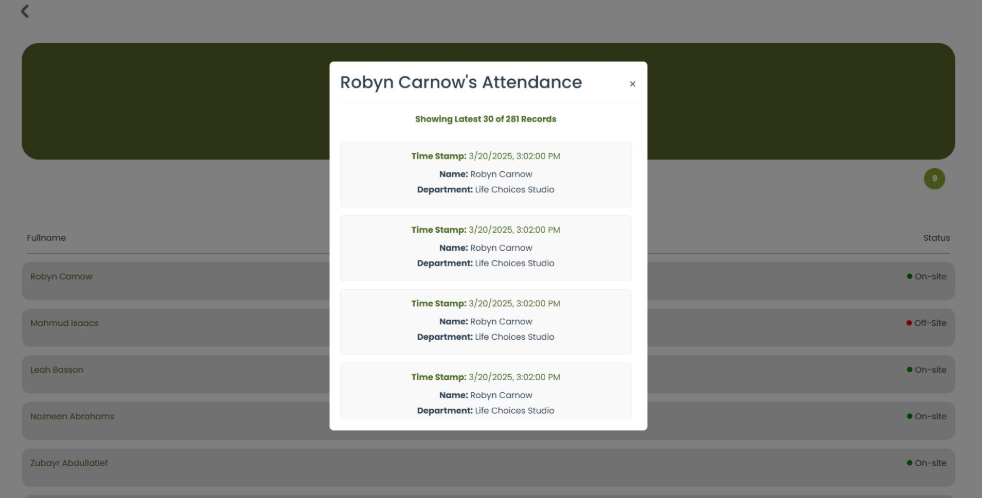 Robyn Carnow's Attendance
×
Showing Latest 30 of 281 Records
Time Stamp: 3/20/2025, 3:02:00 PM
Name: Robyn Carnow
Department: Life Choices Studio
Time Stamp: 3/20/2025, 3:02:00 PM
Name: Robyn Carnow
Department: Life Choices Studio
Time Stamp: 3/20/2025, 3:02:00 PM
Name: Robyn Carnow
Department: Life Choices Studio
Time Stamp: 3/20/2025, 3:02:00 PM
Name: Robyn Carnow
Department: Life Choices Studio
9
Fullname Status
Robyn Carnow On-site
Mahmud Isaacs Off-Site
Leah Basson On-site
Nazneen Abrahams On-site
Zubayr Abdullatief On-site